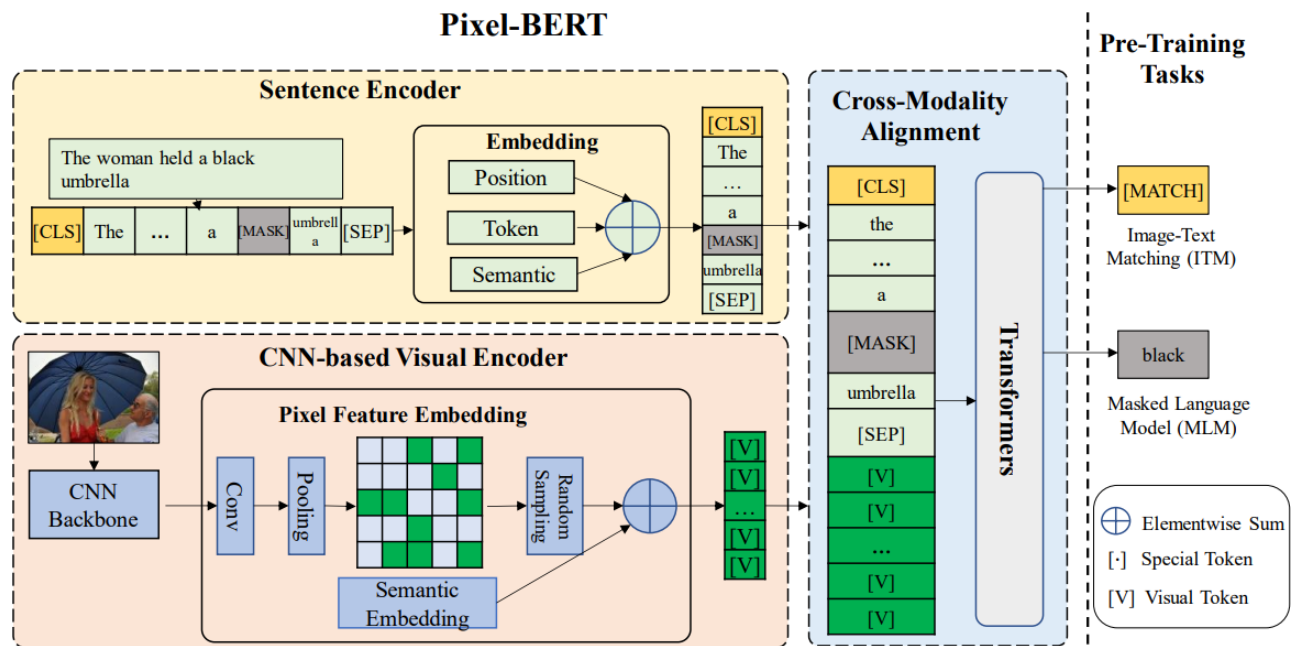 Pixel-BERT
Pre-Training
Tasks
Sentence Encoder
The woman held a black
umbrella
[CLS] The ... a [MASK] umbrell
a [SEP]
Embedding
Position
Token
Semantic
[CLS]
The
...
a
[MASK]
umbrella
[SEP]
CNN-based Visual Encoder
CNN
Backbone
Pixel Feature Embedding
Conv
Pooling
Random
Sampling
Semantic
Embedding
[V]
[V]
...
[V]
[V]
Cross-Modality
Alignment
[CLS]
the
...
a
[MASK]
umbrella
[SEP]
[V]
[V]
...
[V]
[V]
Transformers
[MATCH]
Image-Text
Matching (ITM)
black
Masked Language
Model (MLM)
Elementwise Sum
[·] Special Token
[V] Visual Token